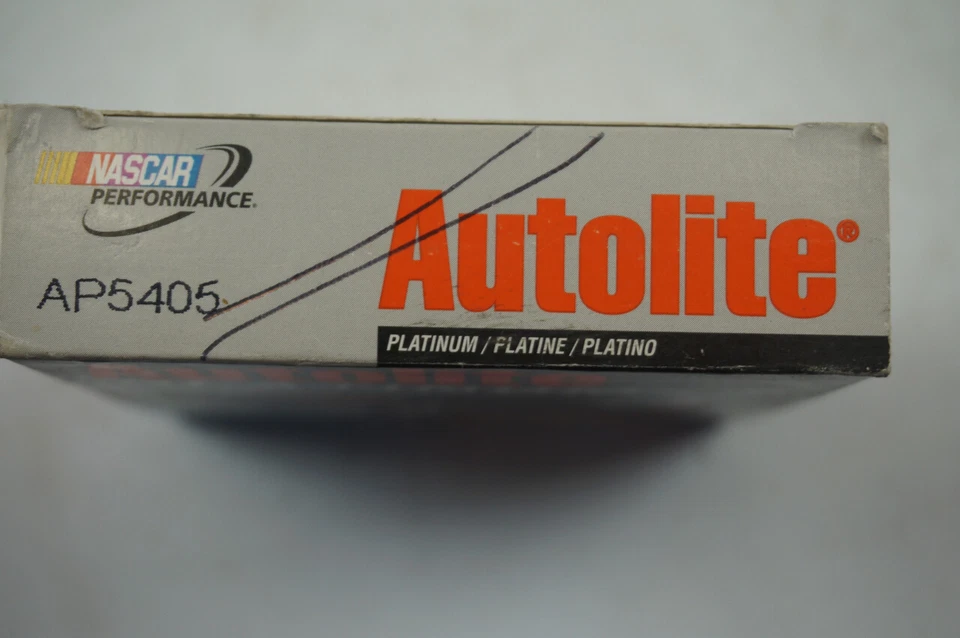 NASCAR
PERFORMANCE®
AP5405
Autolite®
PLATINUM / PLATINE / PLATINO